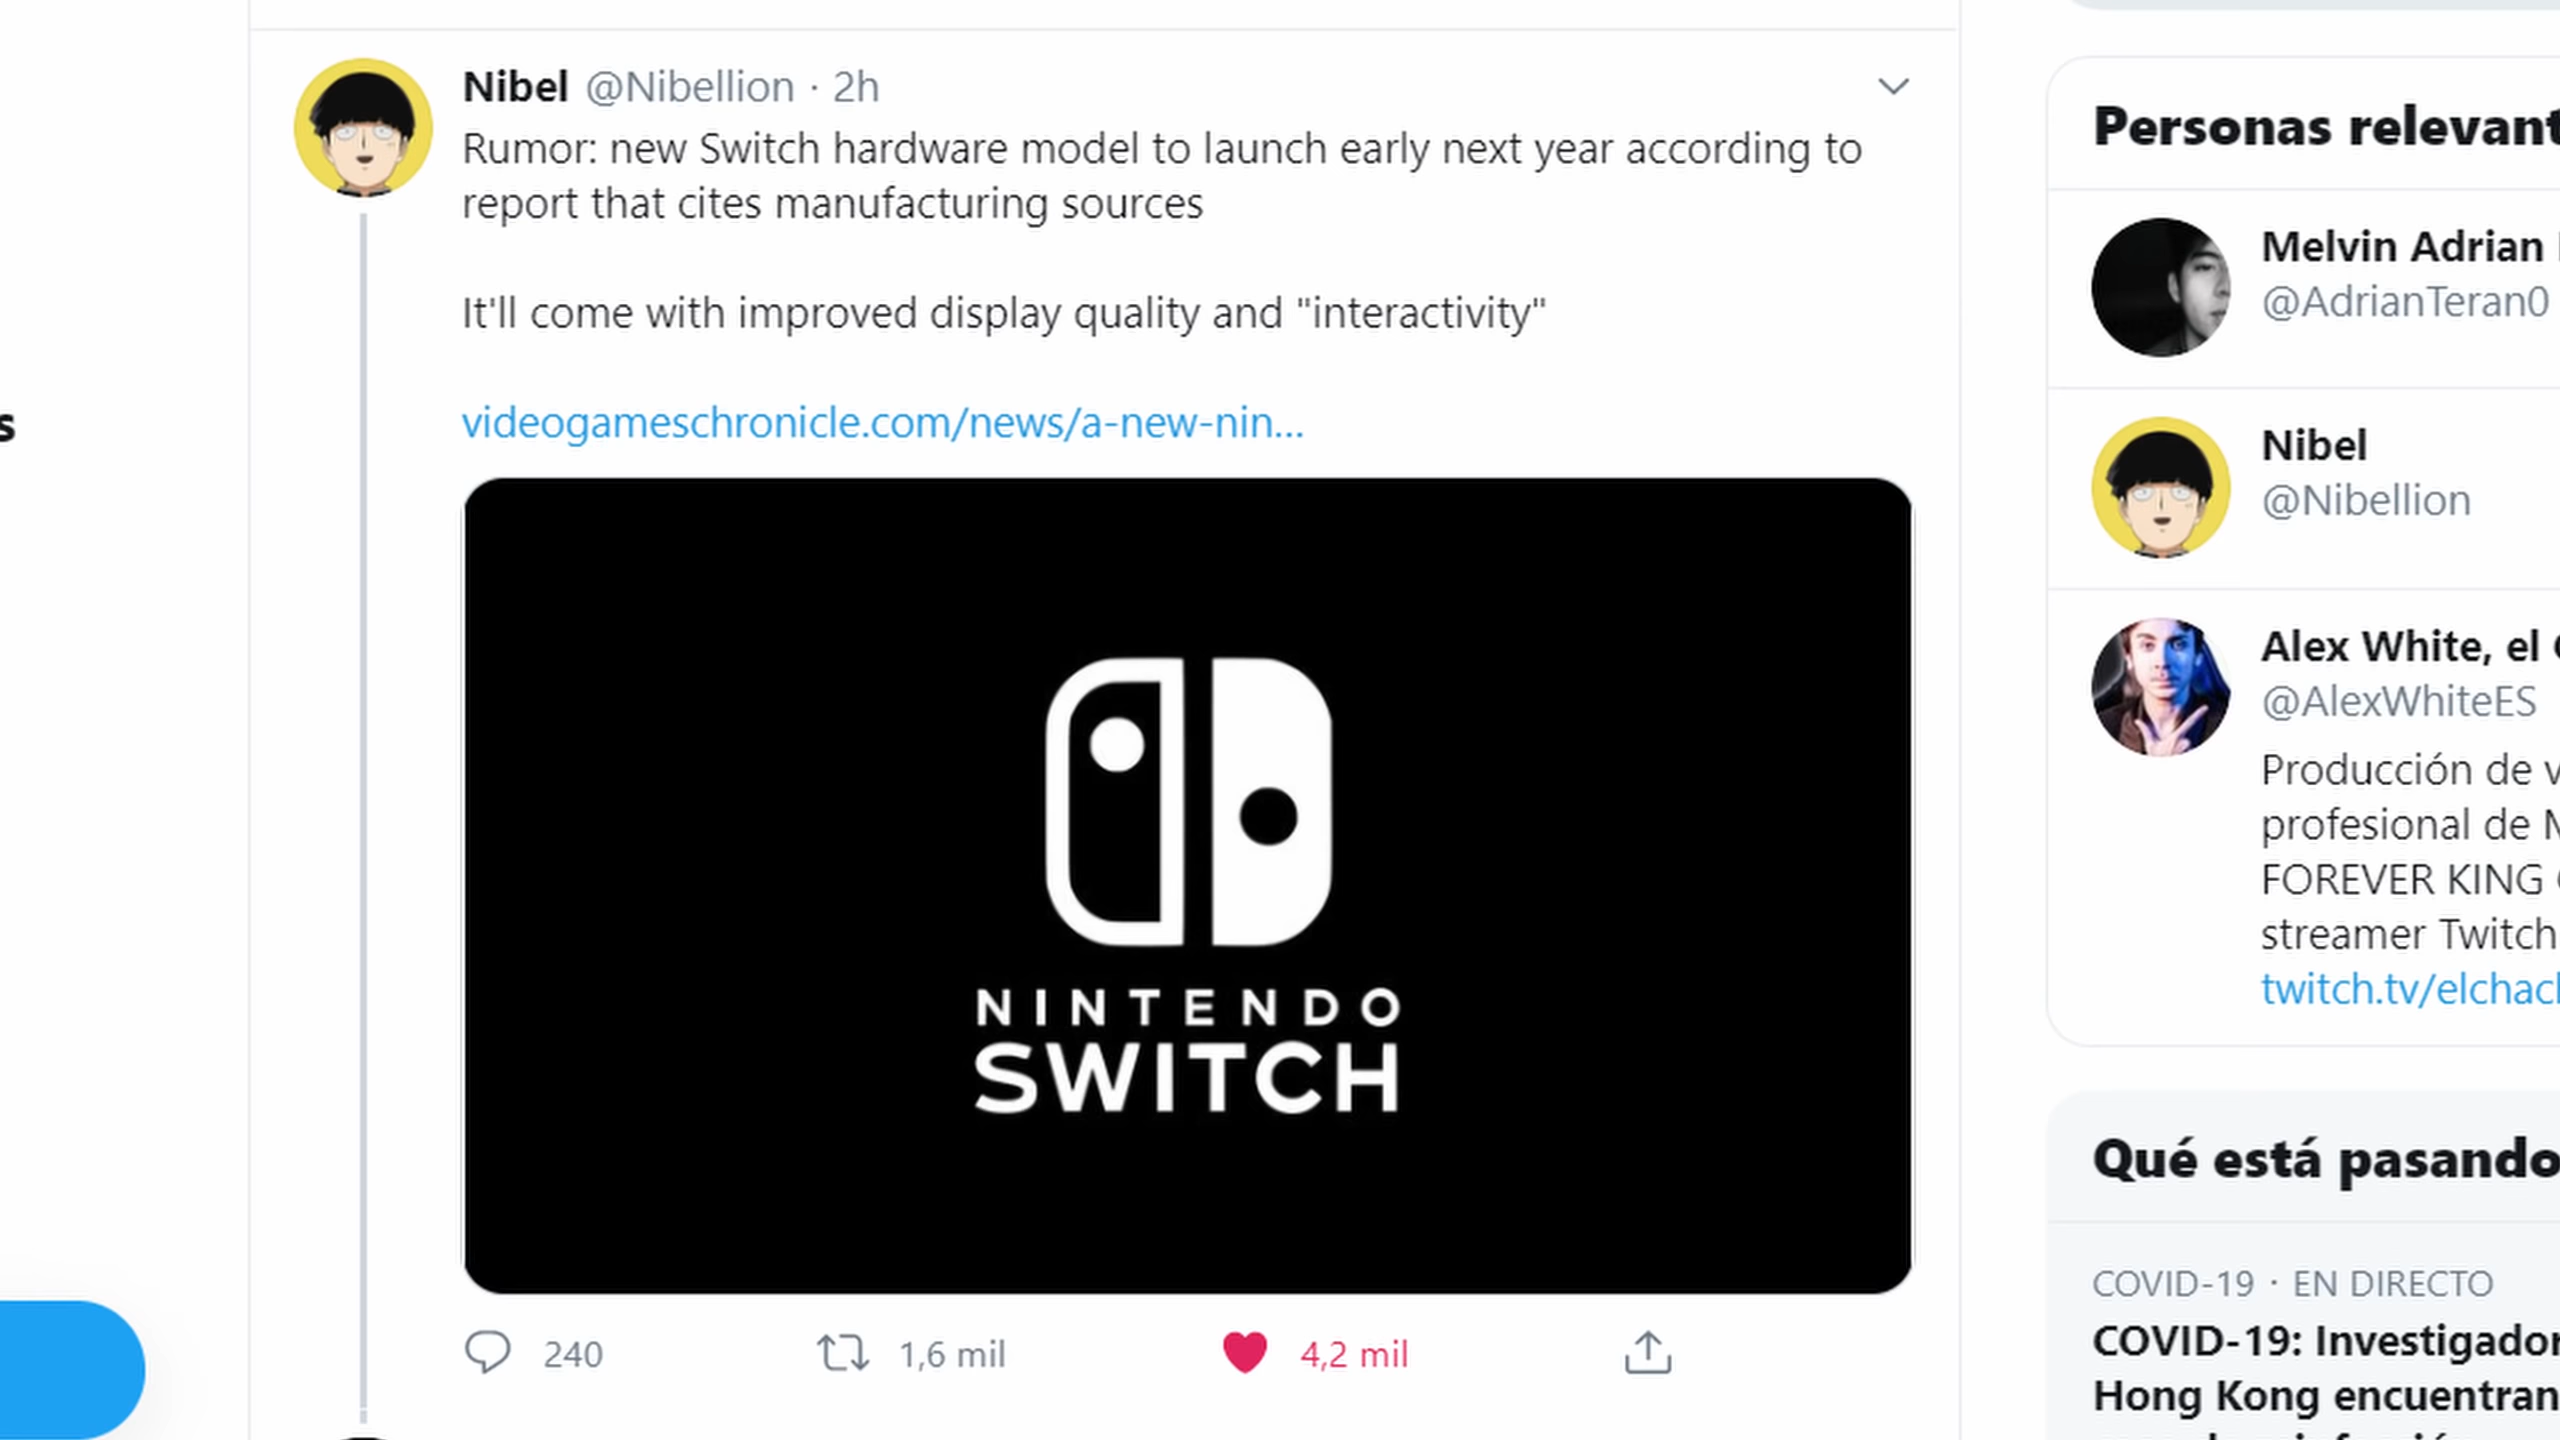 Nibel @Nibellion · 2h
Rumor: new Switch hardware model to launch early next year according to
report that cites manufacturing sources
It'll come with improved display quality and "interactivity"
videogameschronicle.com/news/a-new-nin...
NINTENDO
SWITCH
240 1,6 mil 4,2 mil
s
Personas relevant
Melvin Adrian
@AdrianTeran0
Nibel
@Nibellion
Alex White, el
@AlexWhiteES
Producción de v
profesional de M
FOREVER KING
streamer Twitch
twitch.tv/elchach
Qué está pasando
COVID-19 · EN DIRECTO
COVID-19: Investigador
Hong Kong encuentran